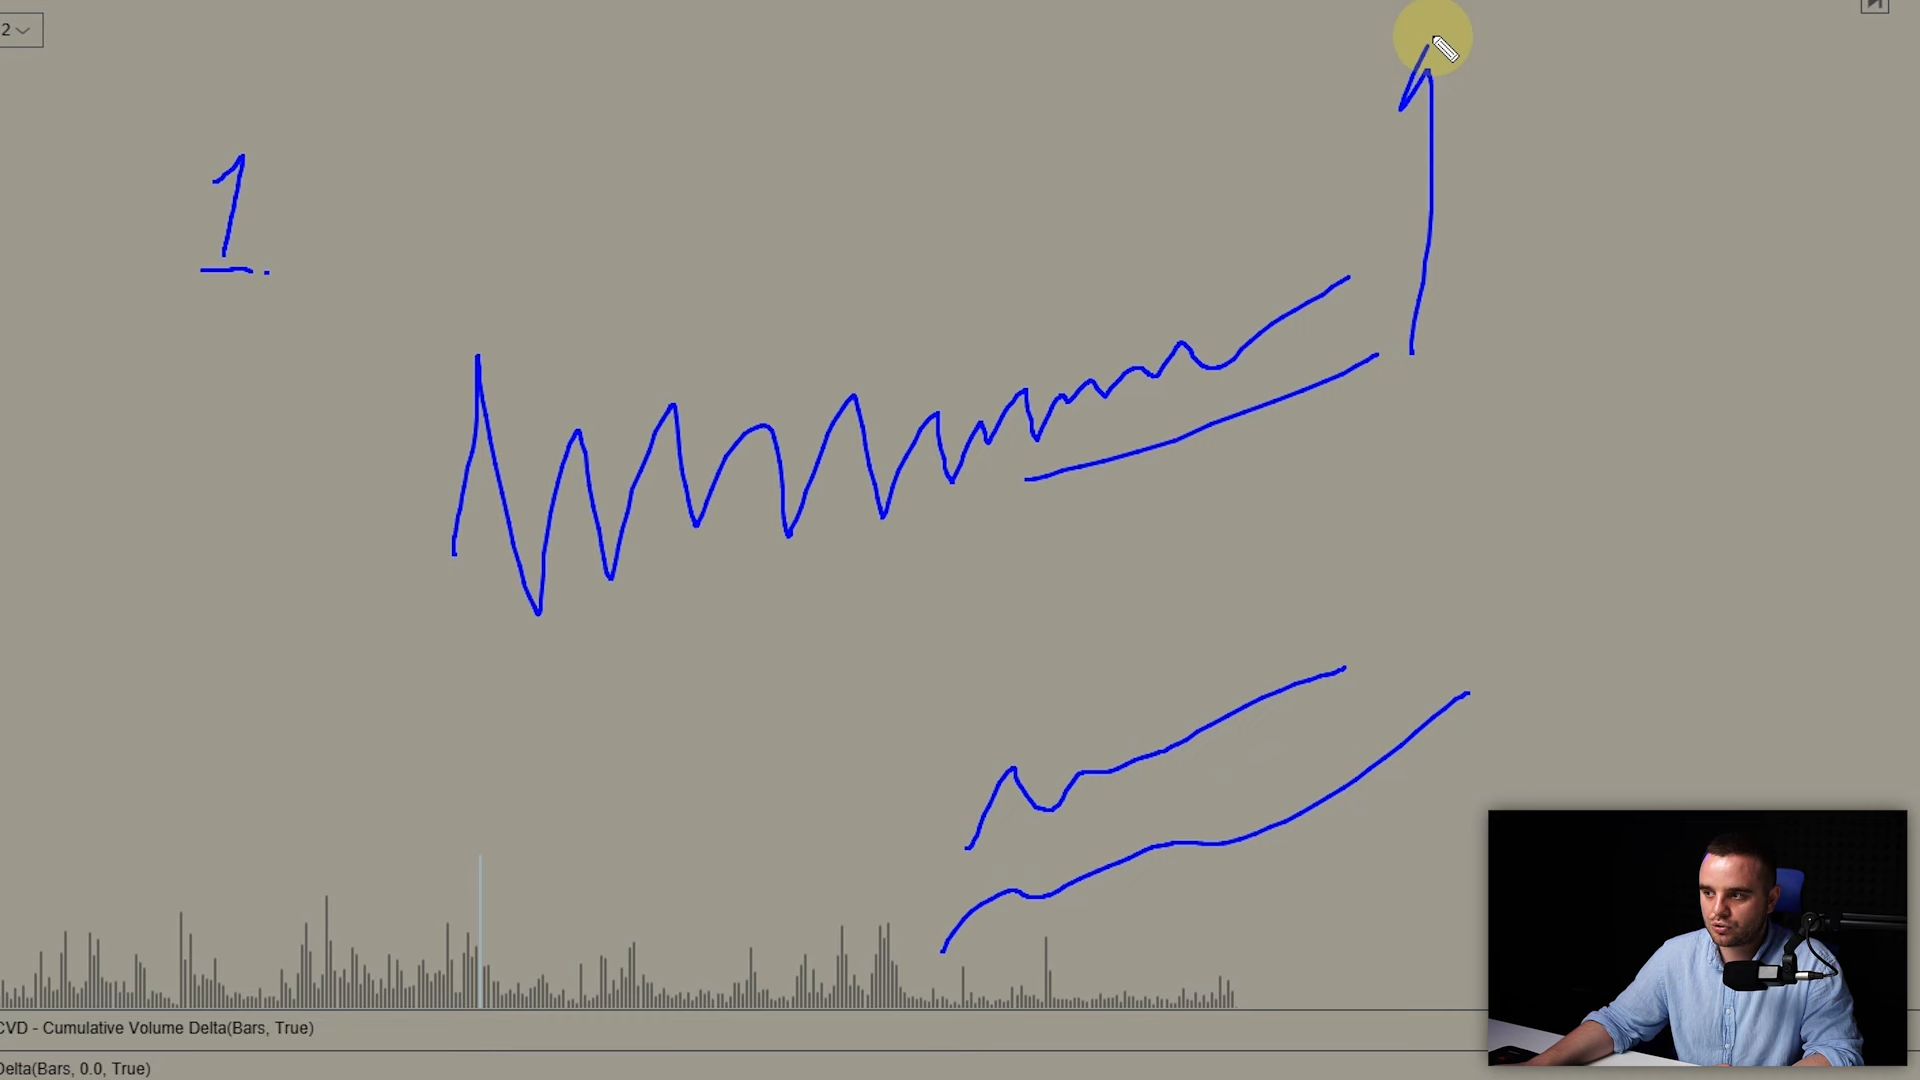 2
1.
CVD - Cumulative Volume Delta(Bars, True)
Delta(Bars, 0.0, True)